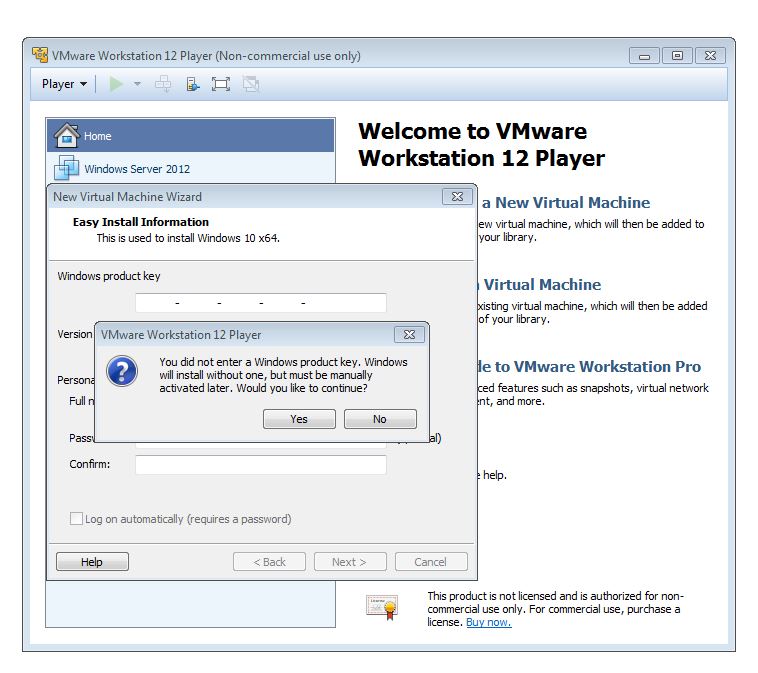 VMware Workstation 12 Player (Non-commercial use only)
Player
Home
Windows Server 2012
Welcome to VMware
Workstation 12 Player
a New Virtual Machine
ew virtual machine, which will then be added to
your library.
Virtual Machine
xisting virtual machine, which will then be added
of your library.
de to VMware Workstation Pro
ced features such as snapshots, virtual network
ent, and more.
e help.
This product is not licensed and is authorized for non-
commercial use only. For commercial use, purchase a
license. Buy now.
New Virtual Machine Wizard
Easy Install Information
This is used to install Windows 10 x64.
Windows product key
- - - -
Version
Persona
Full n
Passw
Confirm:
Log on automatically (requires a password)
Help
< Back
Next >
Cancel
VMware Workstation 12 Player
You did not enter a Windows product key. Windows
will install without one, but must be manually
activated later. Would you like to continue?
Yes
No